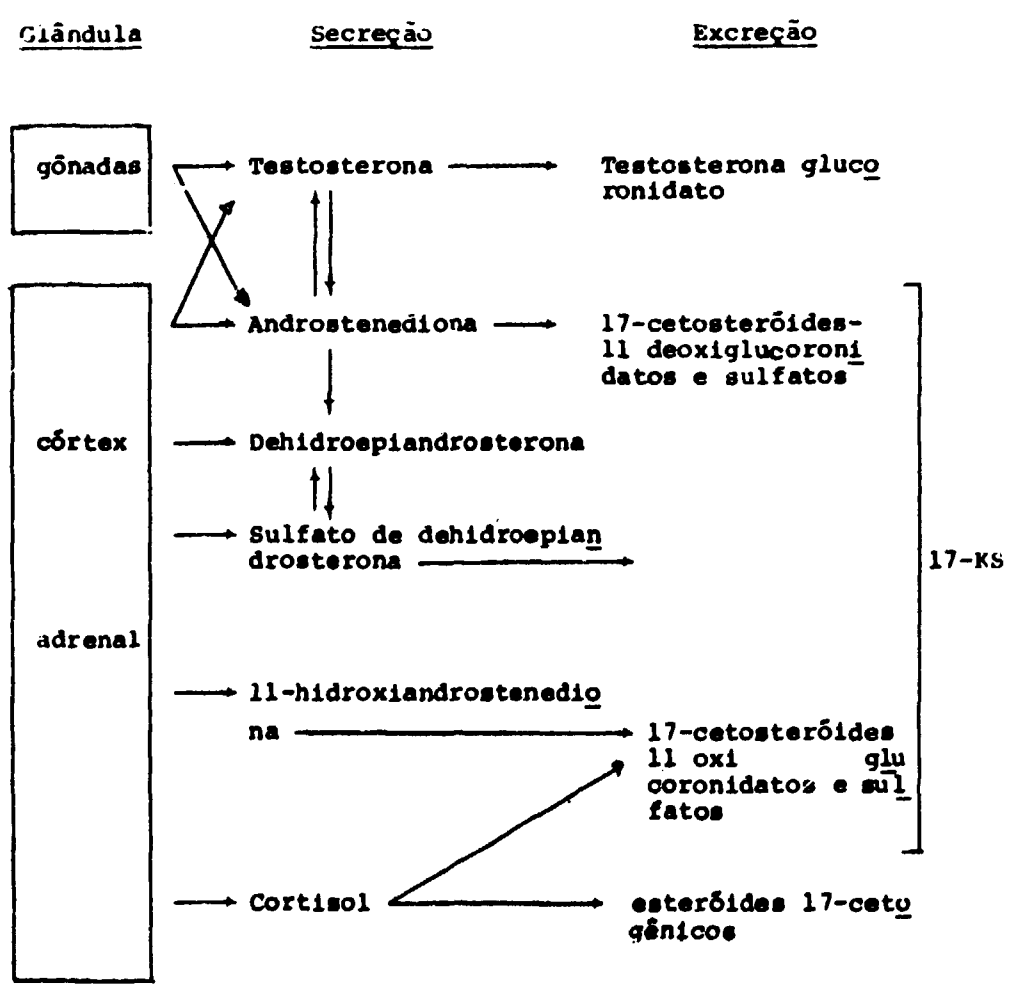 Glândula Secreção Excreção
gônadas Testosterona Testosterona gluco
ronidato
Androstenediona 17-cetosteróides-
11 deoxiglucoroni
datos e sulfatos
córtex Dehidroepiandrosterona
Sulfato de dehidroepian
drosterona
17-KS
adrenal
11-hidroxiandrostenedio
na 17-cetosteróides
11 oxi glu
coronidatos e sul
fatos
Cortisol esteróides 17-ceto
gênicos